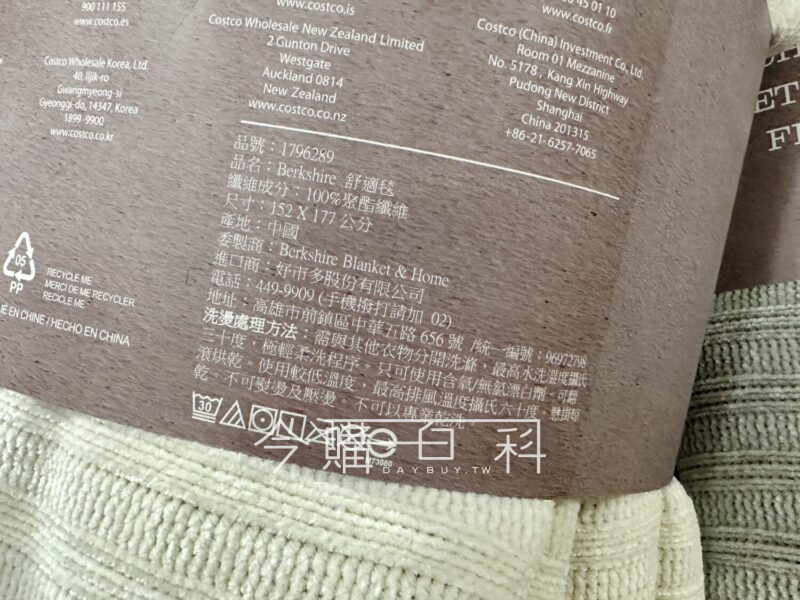 900 111 155
www.costco.com
www.costco.is
45 01 10
www.costco.fr
Costco Wholesale Korea, Ltd.
40, Iljik-ro
Gwangmyeong-si
Gyeonggi-do, 14347, Korea
1899-9900
www.costco.co.kr
Costco Wholesale New Zealand Limited
2 Gunton Drive
Westgate
Auckland 0814
New Zealand
www.costco.co.nz
Costco (China) Investment Co., Ltd.
Room 01 Mezzanine
No. 5178, Kang Xin Highway
Pudong New District
Shanghai
China 201315
+86-21-6257-7065
品號：1796289
品名：Berkshire 舒適毯
纖維成分：100%聚酯纖維
尺寸：152 X 177 公分
產地：中國
委製商：Berkshire Blanket & Home
進口商：好市多股份有限公司
電話：449-9909 (手機撥打請加 02)
地址：高雄市前鎮區中華五路 656 號 /統一編號：96972798
洗燙處理方法：需與其他衣物分開洗滌，最高水洗溫度攝氏
三十度，極輕柔洗程序。只可使用含氧/無氯漂白劑。可翻
滾烘乾。使用較低溫度，最高排風溫度攝氏六十度。懸掛晾
乾。不可熨燙及壓燙。不可以專業乾洗。
30
173080
05
PP
RECYCLE ME
MERCI DE ME RECYCLER
RECICLE ME
EN CHINE / HECHO EN CHINA
ET
今購百科
DAYBUY.TW